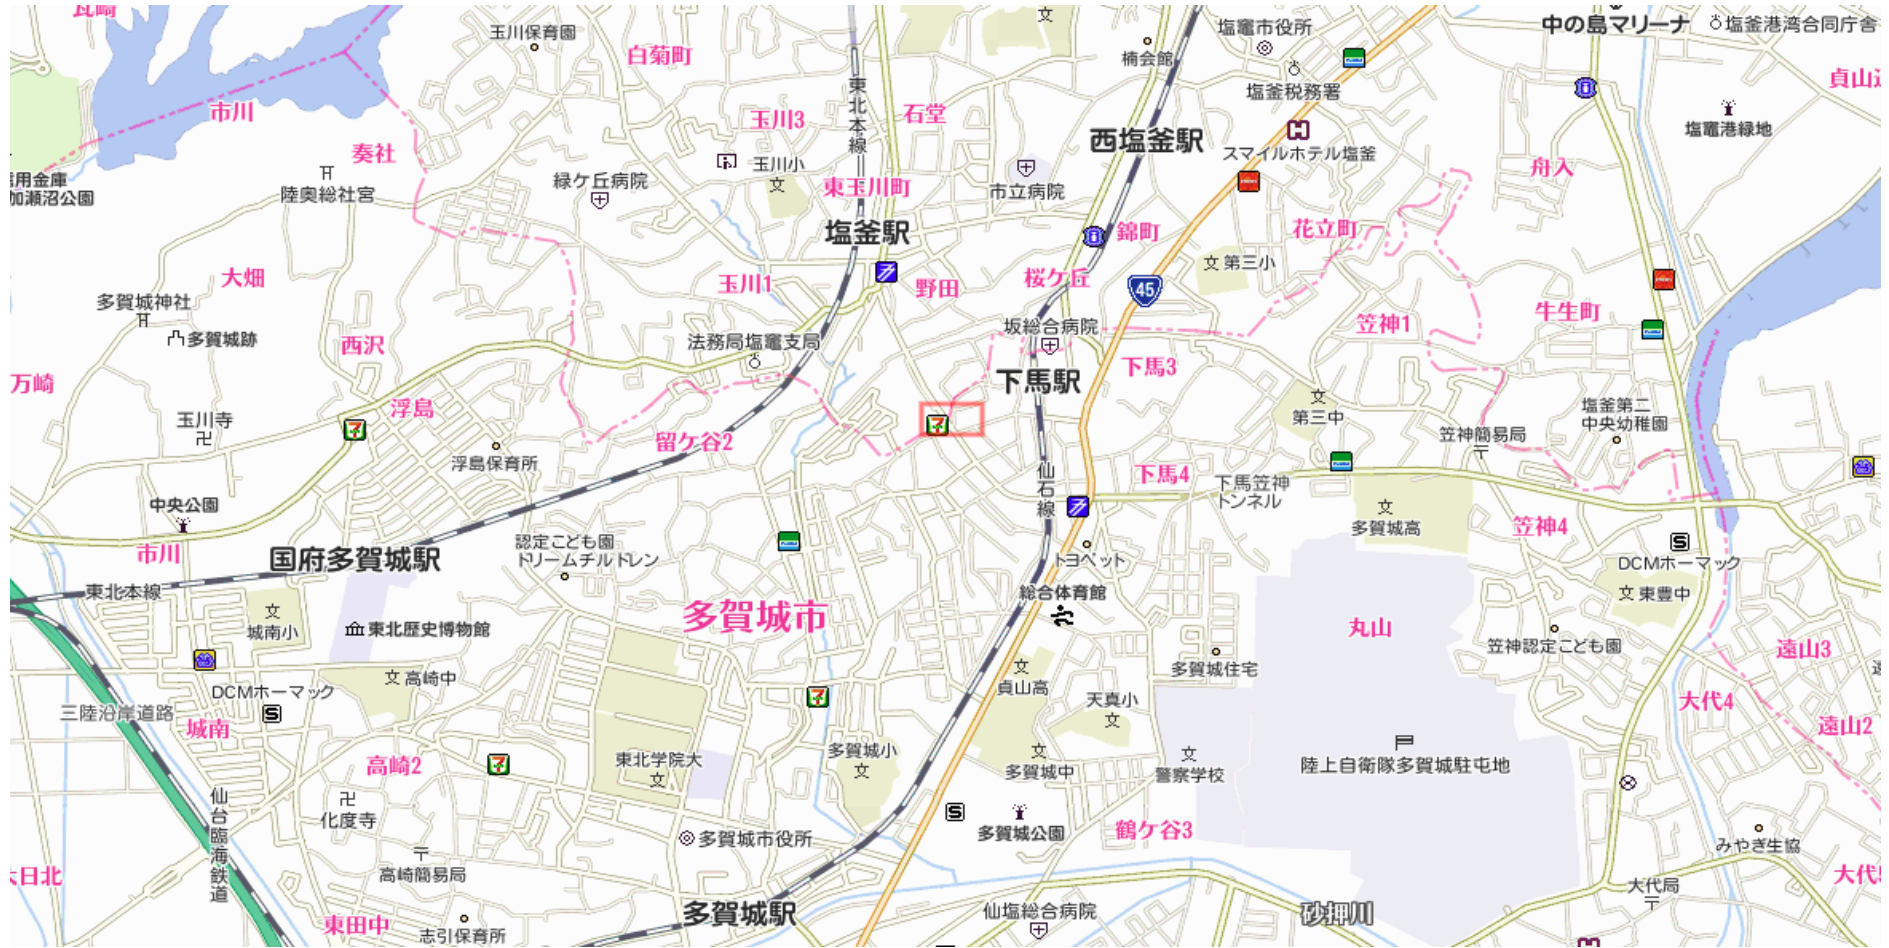 玉川保育園
白菊町
塩竈市役所
中の島マリーナ
塩釜港湾合同庁舎
楠会館
塩釜税務署
市川
東北本線
玉川3
石堂
西塩釜駅
塩竈港緑地
スマイルホテル塩釜
奏社
陸奥総社宮
緑ケ丘病院
玉川小
東玉川町
市立病院
舟入
加瀬沼公園
塩釜駅
錦町
花立町
大畑
玉川1
野田
桜ケ丘
第三小
45
多賀城神社
多賀城跡
西沢
法務局塩竈支局
坂総合病院
笠神1
牛生町
万崎
浮島
下馬駅
下馬3
玉川寺
留ケ谷2
第三中
塩釜第二
中央幼稚園
笠神簡易局
浮島保育所
仙石線
下馬4
下馬笠神
トンネル
中央公園
多賀城高
笠神4
市川
国府多賀城駅
認定こども園
ドリームチルドレン
トヨペット
DCMホーマック
東北本線
総合体育館
東豊中
城南小
東北歴史博物館
多賀城市
丸山
笠神認定こども園
遠山3
高崎中
多賀城住宅
DCMホーマック
貞山高
天真小
大代4
三陸沿岸道路
城南
遠山2
高崎2
東北学院大
多賀城小
多賀城中
警察学校
陸上自衛隊多賀城駐屯地
仙台臨海鉄道
化度寺
多賀城市役所
多賀城公園
鶴ケ谷3
みやぎ生協
高崎簡易局
大代局
東田中
志引保育所
多賀城駅
仙塩総合病院
砂押川